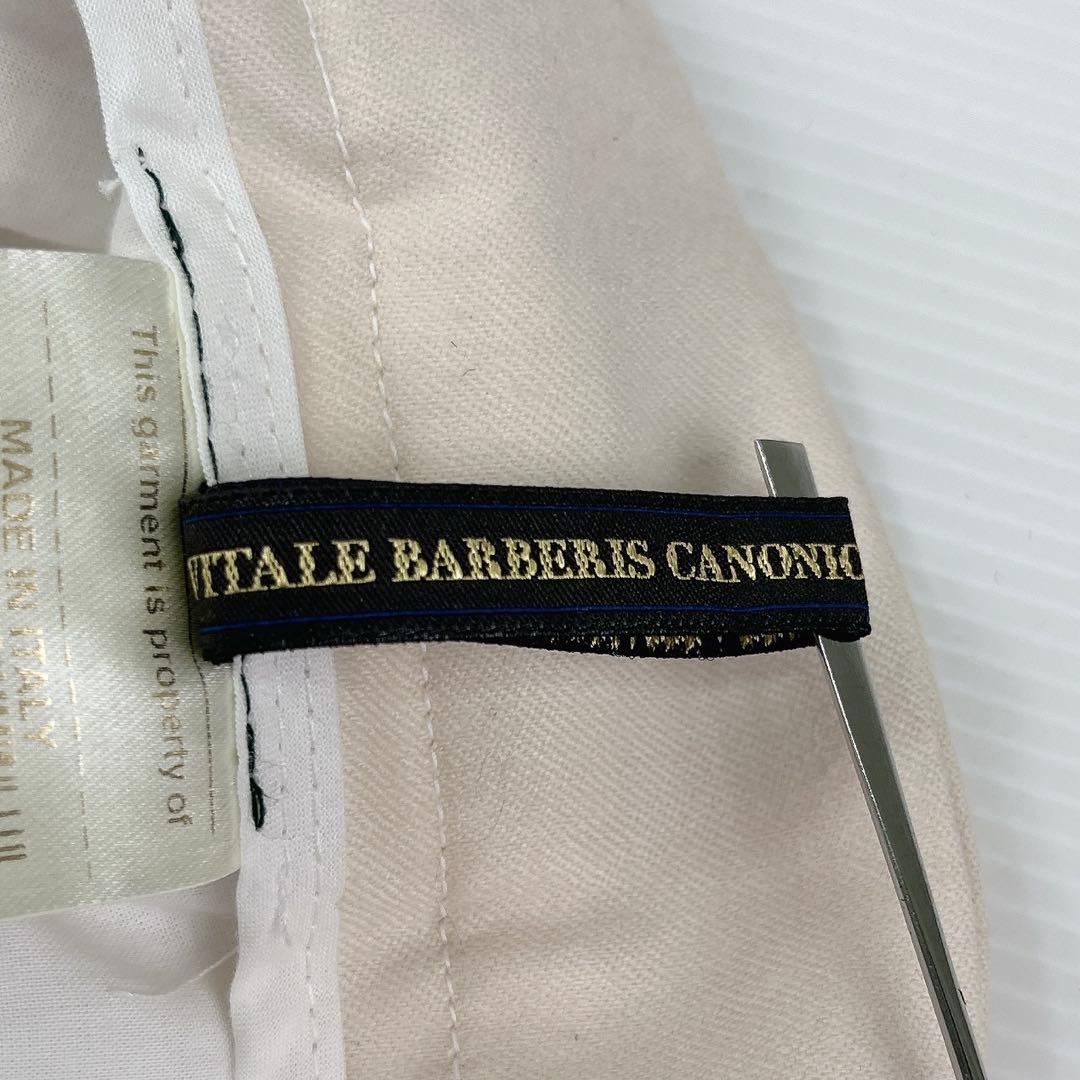 VITALE BARBERIS CANONIC
This garment is property of
MADE IN ITALY